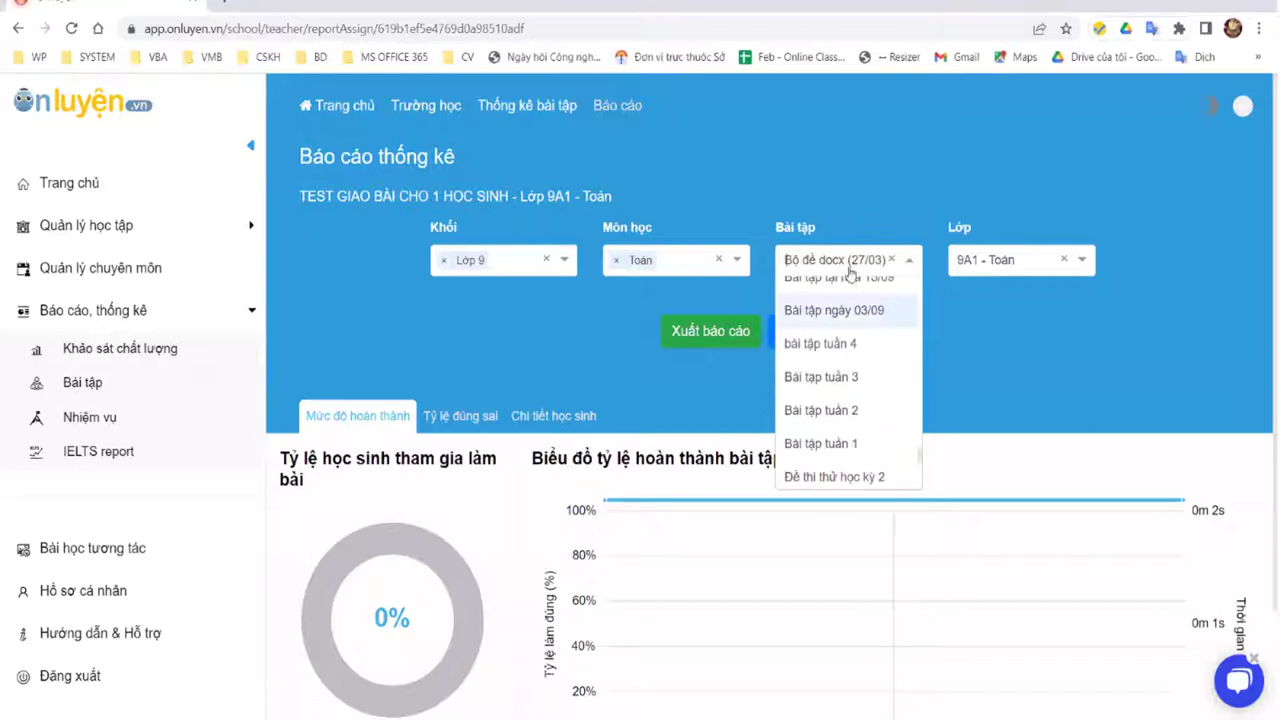 app.onluyen.vn/school/teacher/reportAssign/619b1ef5e4769d0a98510adf
WP SYSTEM VBA VMB CSKH BD MS OFFICE 365 CV Ngày hội Công ngh... Đơn vị trực thuộc Sở Feb - Online Class... -- Resizer Gmail Maps Drive của tôi - Goo... Dịch »
Ônluyện.vn
Trang chủ Trường học Thống kê bài tập Báo cáo
Báo cáo thống kê
TEST GIAO BÀI CHO 1 HỌC SINH - Lớp 9A1 - Toán
Khối Môn học Bài tập Lớp
× Lớp 9 × × Toán × Bộ đề docx (27/03) × 9A1 - Toán ×
Bài tập ngày 03/09
bài tập tuần 4
Bài tạp tuần 3
Bài tập tuần 2
Bài tập tuần 1
Đề thi thử học kỳ 2
Xuất báo cáo
Trang chủ
Quản lý học tập
Quản lý chuyên môn
Báo cáo, thống kê
Khảo sát chất lượng
Bài tập
Nhiệm vụ
IELTS report
Bài học tương tác
Hồ sơ cá nhân
Hướng dẫn & Hỗ trợ
Đăng xuất
Mức độ hoàn thành Tỷ lệ đúng sai Chi tiết học sinh
Tỷ lệ học sinh tham gia làm
bài
0%
Biểu đồ tỷ lệ hoàn thành bài tập
100%
80%
60%
40%
20%
Tỷ lệ làm đúng (%)
0m 2s
0m 1s
Thời gian